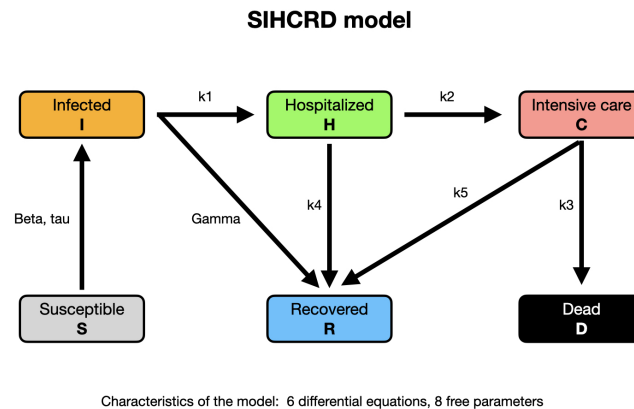 SIHCRD model
Infected
I
k1
Hospitalized
H
k2
Intensive care
C
Beta, tau
Gamma
k4
k5
k3
Susceptible
S
Recovered
R
Dead
D
Characteristics of the model:  6 differential equations, 8 free parameters